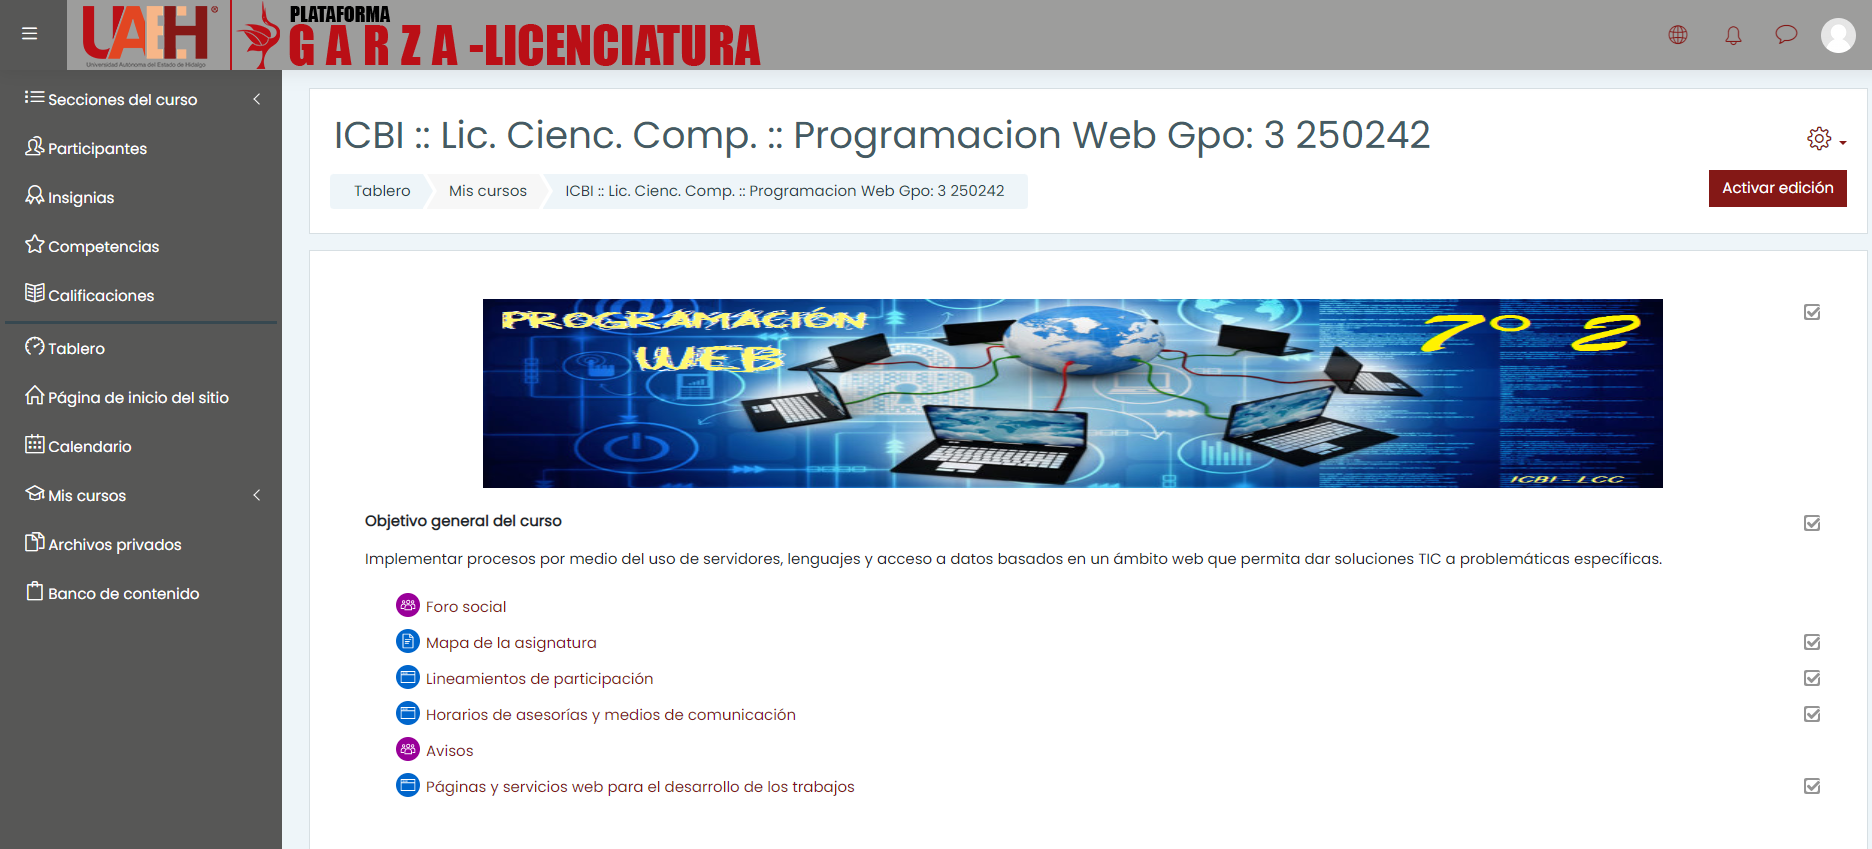 UAEH®
Universidad Autónoma del Estado de Hidalgo
PLATAFORMA
GARZA -LICENCIATURA
Secciones del curso
Participantes
Insignias
Competencias
Calificaciones
Tablero
Página de inicio del sitio
Calendario
Mis cursos
Archivos privados
Banco de contenido
ICBI :: Lic. Cienc. Comp. :: Programacion Web Gpo: 3 250242
Tablero
Mis cursos
ICBI :: Lic. Cienc. Comp. :: Programacion Web Gpo: 3 250242
Activar edición
PROGRAMACIÓN
WEB
7° 2
ICBI - LCC
Objetivo general del curso
Implementar procesos por medio del uso de servidores, lenguajes y acceso a datos basados en un ámbito web que permita dar soluciones TIC a problemáticas específicas.
Foro social
Mapa de la asignatura
Lineamientos de participación
Horarios de asesorías y medios de comunicación
Avisos
Páginas y servicios web para el desarrollo de los trabajos